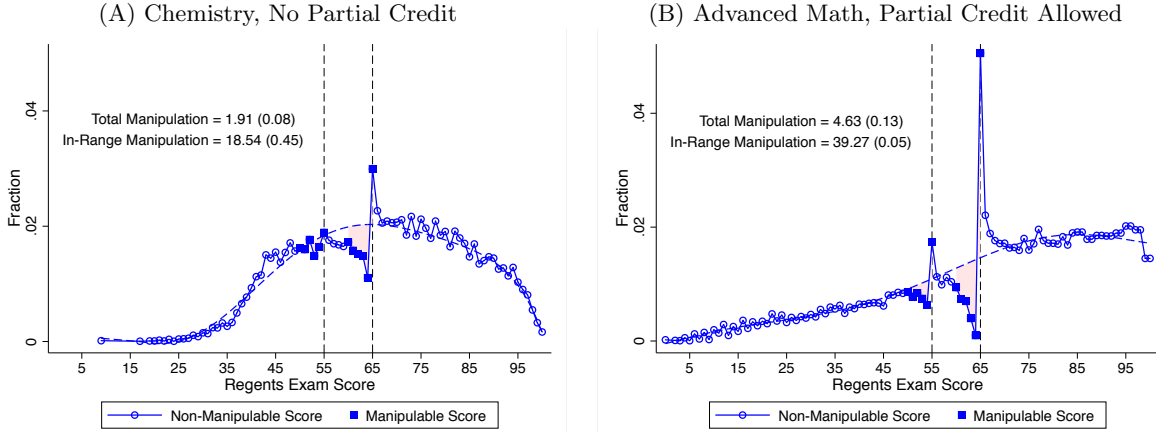 (A) Chemistry, No Partial Credit
Total Manipulation = 1.91 (0.08)
In-Range Manipulation = 18.54 (0.45)
Fraction
.04
.02
0
5 15 25 35 45 55 65 75 85 95
Regents Exam Score
Non-Manipulable Score Manipulable Score
(B) Advanced Math, Partial Credit Allowed
Total Manipulation = 4.63 (0.13)
In-Range Manipulation = 39.27 (0.05)
Fraction
.04
.02
0
5 15 25 35 45 55 65 75 85 95
Regents Exam Score
Non-Manipulable Score Manipulable Score